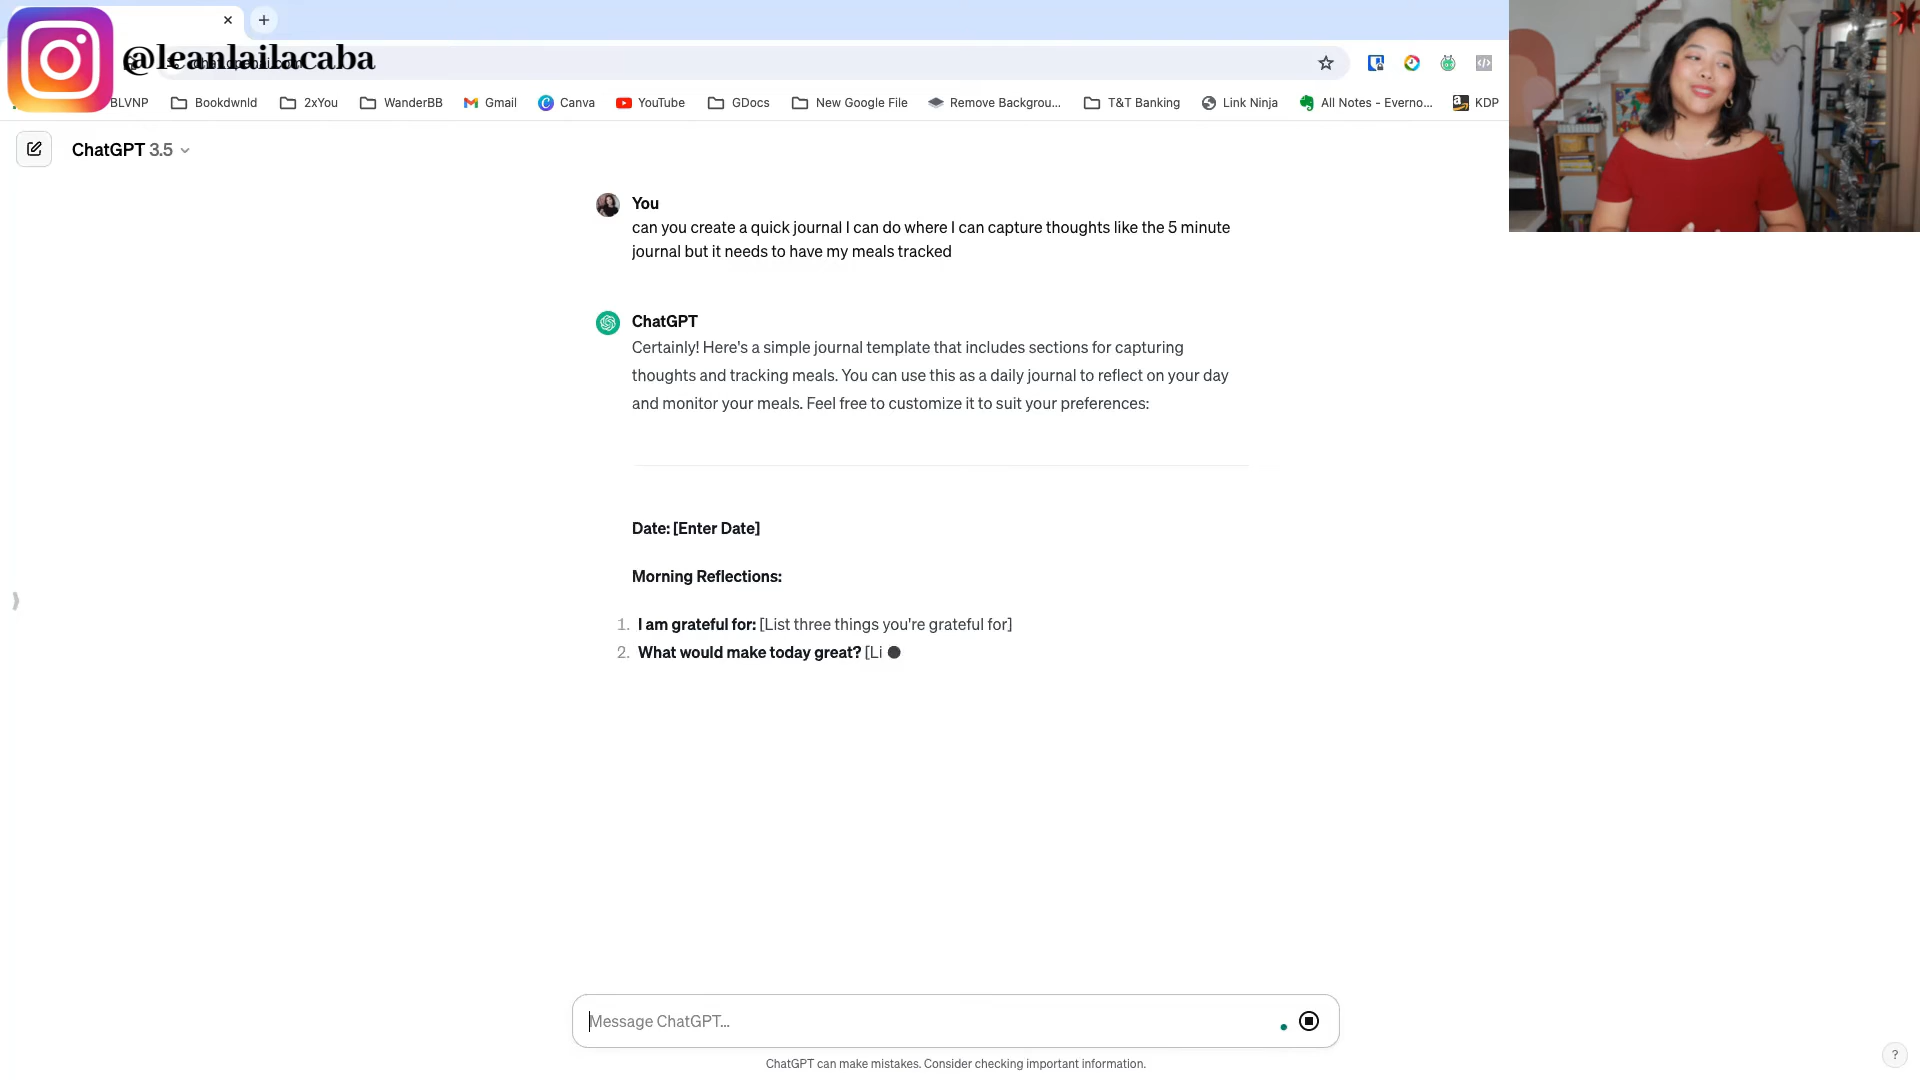 @leanlailacaba
BLVNP
Bookdwnld
2xYou
WanderBB
Gmail
Canva
YouTube
GDocs
New Google File
Remove Backgrou...
T&T Banking
Link Ninja
All Notes - Everno...
KDP
ChatGPT 3.5
You
can you create a quick journal I can do where I can capture thoughts like the 5 minute
journal but it needs to have my meals tracked
ChatGPT
Certainly! Here's a simple journal template that includes sections for capturing
thoughts and tracking meals. You can use this as a daily journal to reflect on your day
and monitor your meals. Feel free to customize it to suit your preferences:
Date: [Enter Date]
Morning Reflections:
1. I am grateful for: [List three things you're grateful for]
2. What would make today great? [Li
Message ChatGPT...
ChatGPT can make mistakes. Consider checking important information.
?